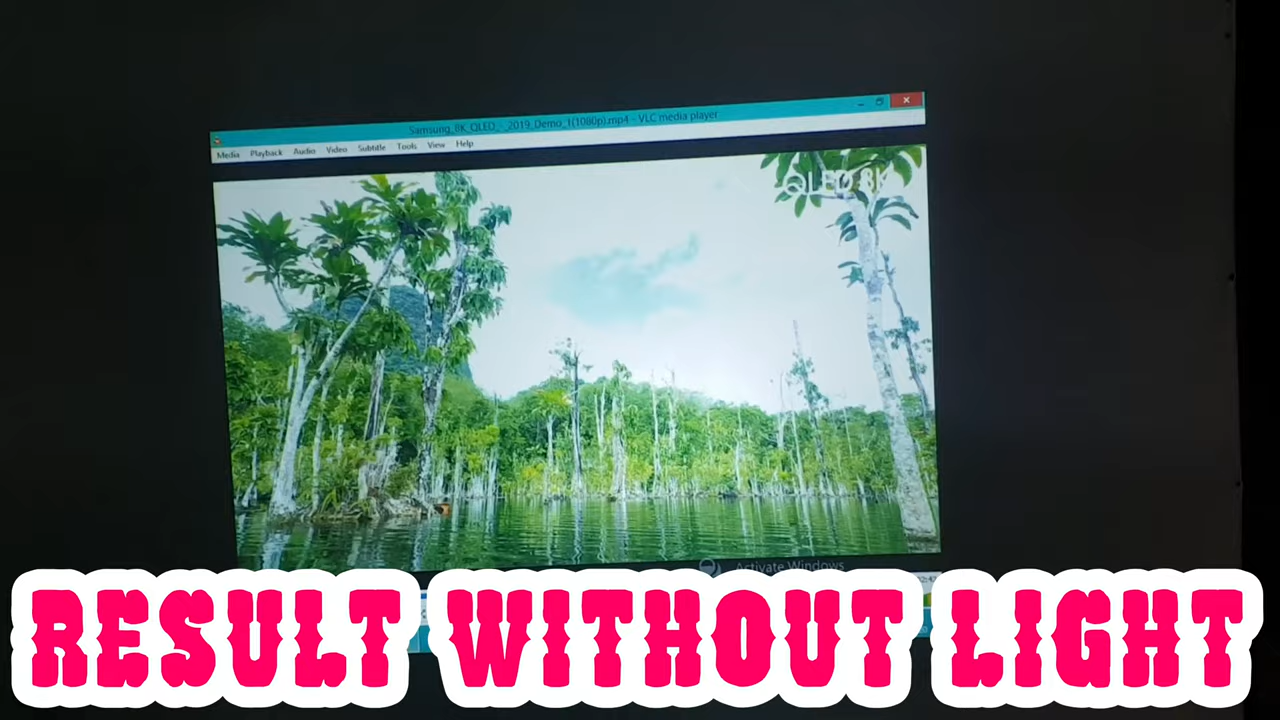 Samsung_8K_QLED_-_2019_Demo_1(1080p).mp4 - VLC media player
Media Playback Audio Video Subtitle Tools View Help
QLED 8K
Activate Windows
RESULT WITHOUT LIGHT